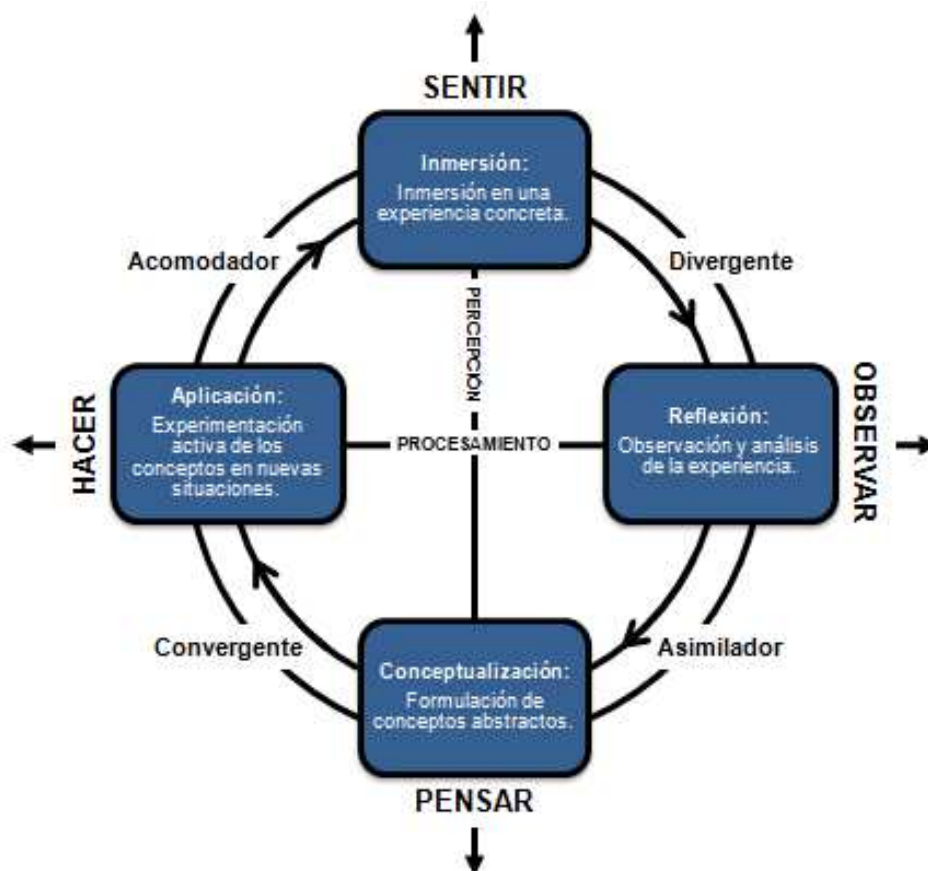 SENTIR
Inmersión:
Inmersión en una
experiencia concreta.
Acomodador
Divergente
PERCEPCIÓN
HACER
Aplicación:
Experimentación
activa de los
conceptos en nuevas
situaciones.
PROCESAMIENTO
Reflexión:
Observación y análisis
de la experiencia.
OBSERVAR
Convergente
Asimilador
Conceptualización:
Formulación de
conceptos abstractos.
PENSAR